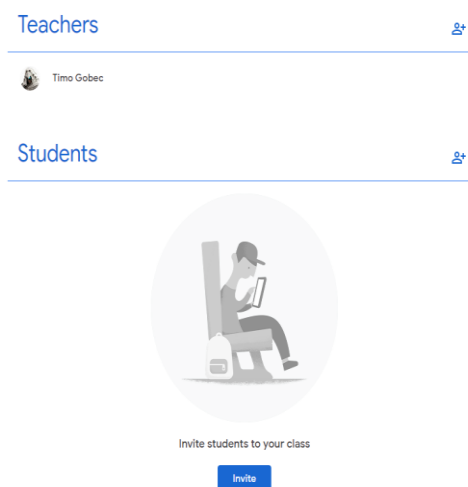 Teachers
Timo Gobec
Students
Invite students to your class
Invite